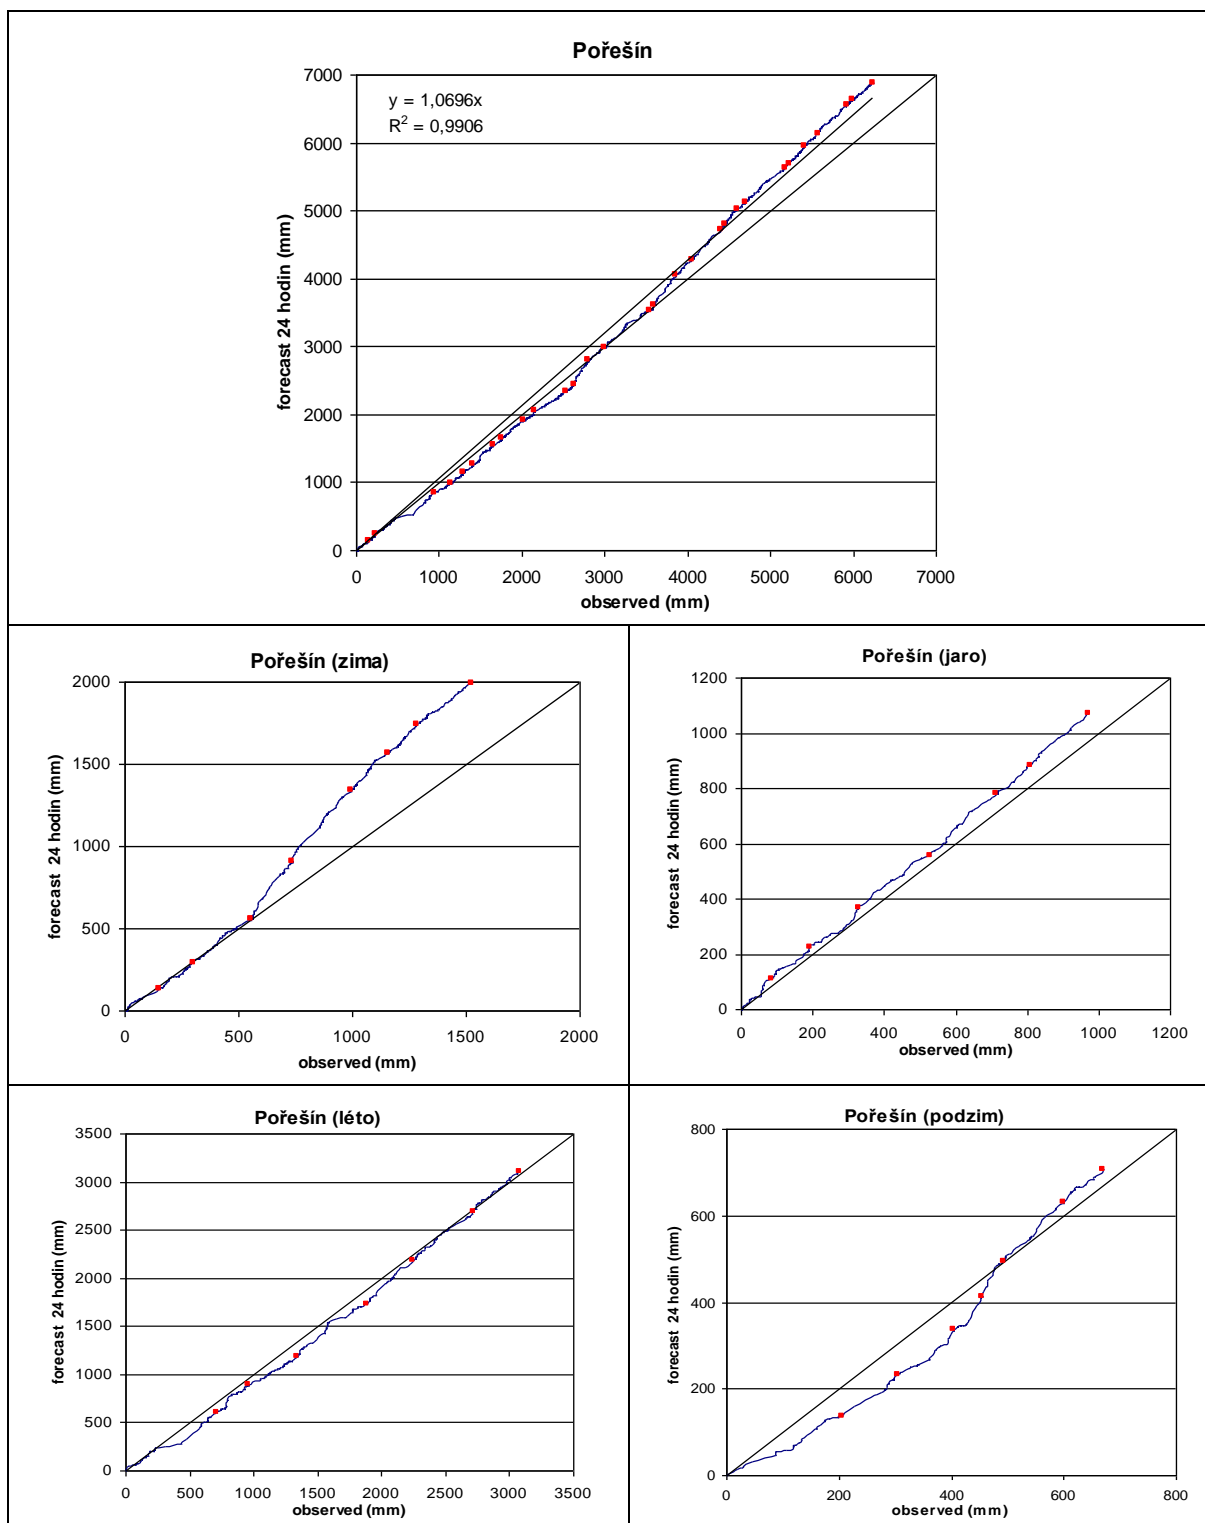 Pořešín
y = 1,0696x
R² = 0,9906
7000
6000
5000
4000
3000
2000
1000
0
forecast 24 hodin (mm)
0 1000 2000 3000 4000 5000 6000 7000
observed (mm)
Pořešín (zima)
2000
1500
1000
500
0
forecast 24 hodin (mm)
0 500 1000 1500 2000
observed (mm)
Pořešín (jaro)
1200
1000
800
600
400
200
0
forecast 24 hodin (mm)
0 200 400 600 800 1000 1200
observed (mm)
Pořešín (léto)
3500
3000
2500
2000
1500
1000
500
0
forecast 24 hodin (mm)
0 500 1000 1500 2000 2500 3000 3500
observed (mm)
Pořešín (podzim)
800
600
400
200
0
forecast 24 hodin (mm)
0 200 400 600 800
observed (mm)